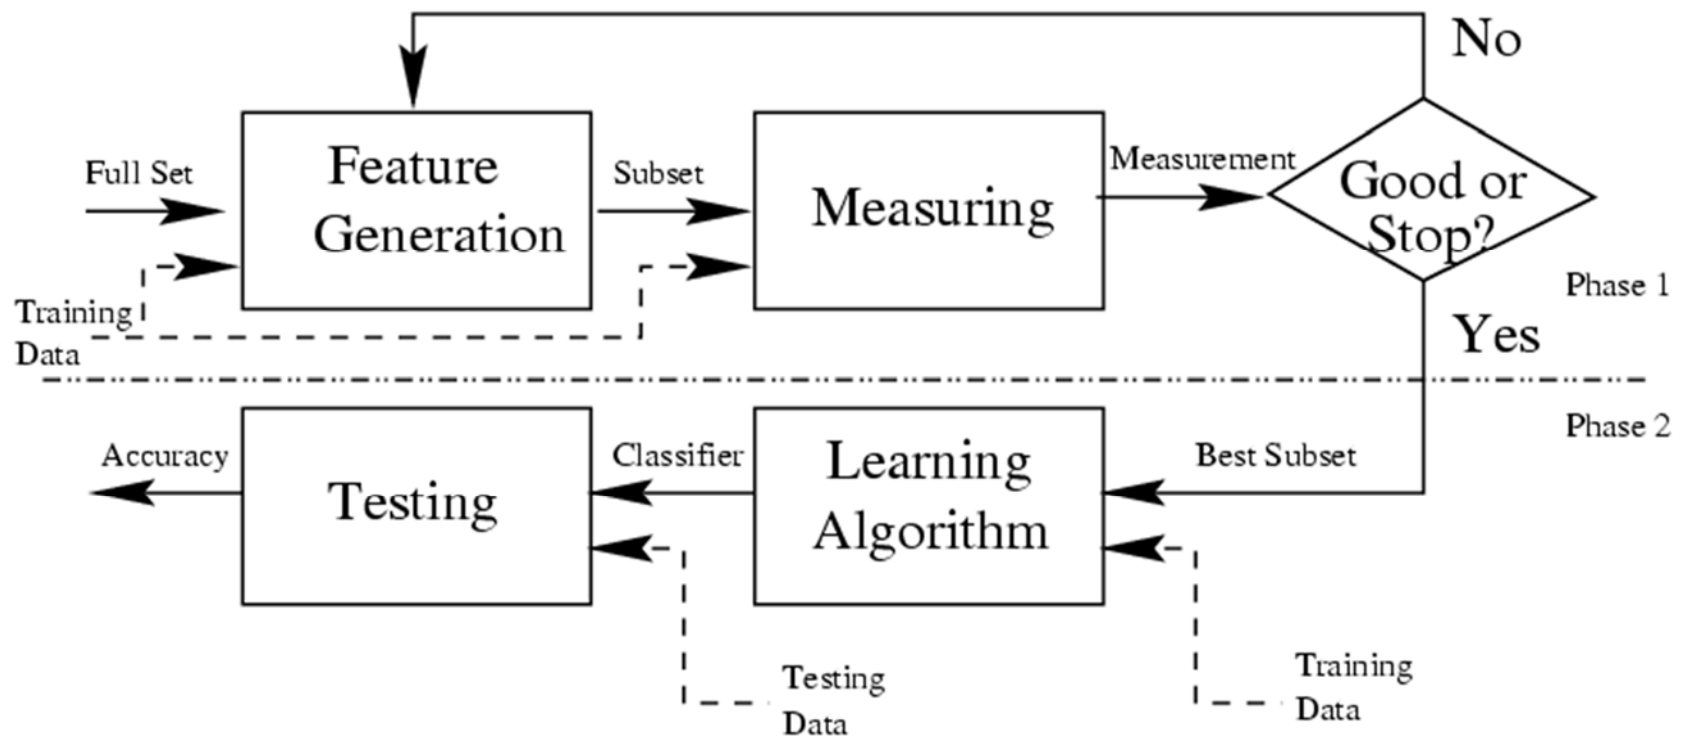 No
Full Set
Feature
Generation
Subset
Measuring
Measurement
Good or
Stop?
Training
Data
Phase 1
Yes
Phase 2
Accuracy
Testing
Classifier
Learning
Algorithm
Best Subset
Testing
Data
Training
Data